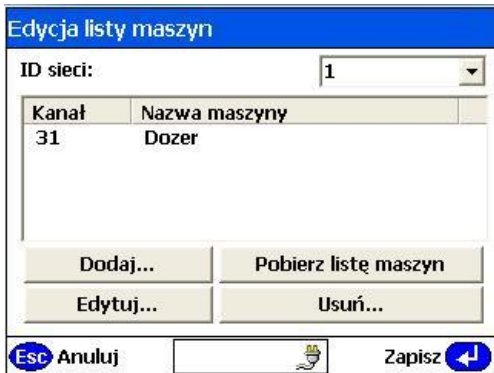 Edycja listy maszyn
ID sieci: 1
Kanał Nazwa maszyny
31 Dozer
Dodaj... Pobierz listę maszyn
Edytuj... Usuń...
Esc Anuluj Zapisz